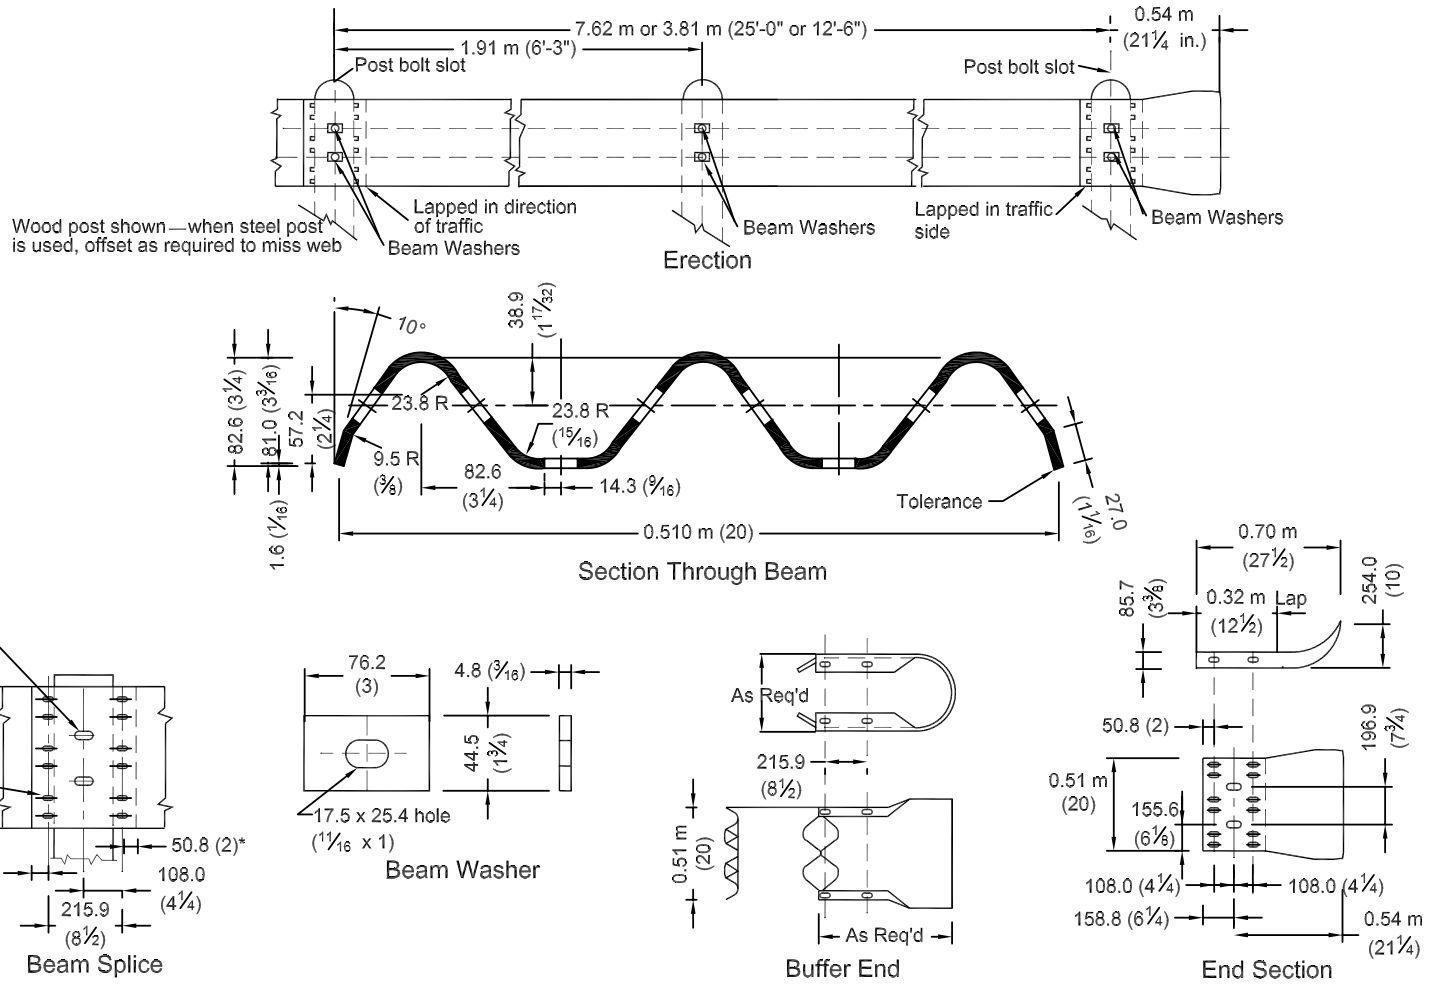 7.62 m or 3.81 m (25'-0" or 12'-6")
0.54 m
(21¼ in.)
1.91 m (6'-3")
Post bolt slot
Post bolt slot
Wood post shown—when steel post
is used, offset as required to miss web
Lapped in direction
of traffic
Beam Washers
Beam Washers
Lapped in traffic
side
Beam Washers
Erection
10°
38.9
(1 17/32)
82.6 (3¼)
81.0 (3 3/16)
57.2
(2¼)
1.6 (1/16)
23.8 R
23.8 R
(15/16)
9.5 R
(3/8)
82.6
(3¼)
14.3 (9/16)
Tolerance
27.0
(1 1/16)
0.510 m (20)
Section Through Beam
50.8 (2)*
108.0
(4¼)
215.9
(8½)
Beam Splice
76.2
(3)
4.8 (3/16)
44.5
(1¾)
17.5 x 25.4 hole
(11/16 x 1)
Beam Washer
As Req'd
215.9
(8½)
0.51 m
(20)
As Req'd
Buffer End
0.70 m
(27½)
85.7
(3⅜)
0.32 m Lap
(12½)
254.0
(10)
50.8 (2)
196.9
(7¾)
0.51 m
(20)
155.6
(6⅛)
108.0 (4¼)
108.0 (4¼)
158.8 (6¼)
0.54 m
(21¼)
End Section